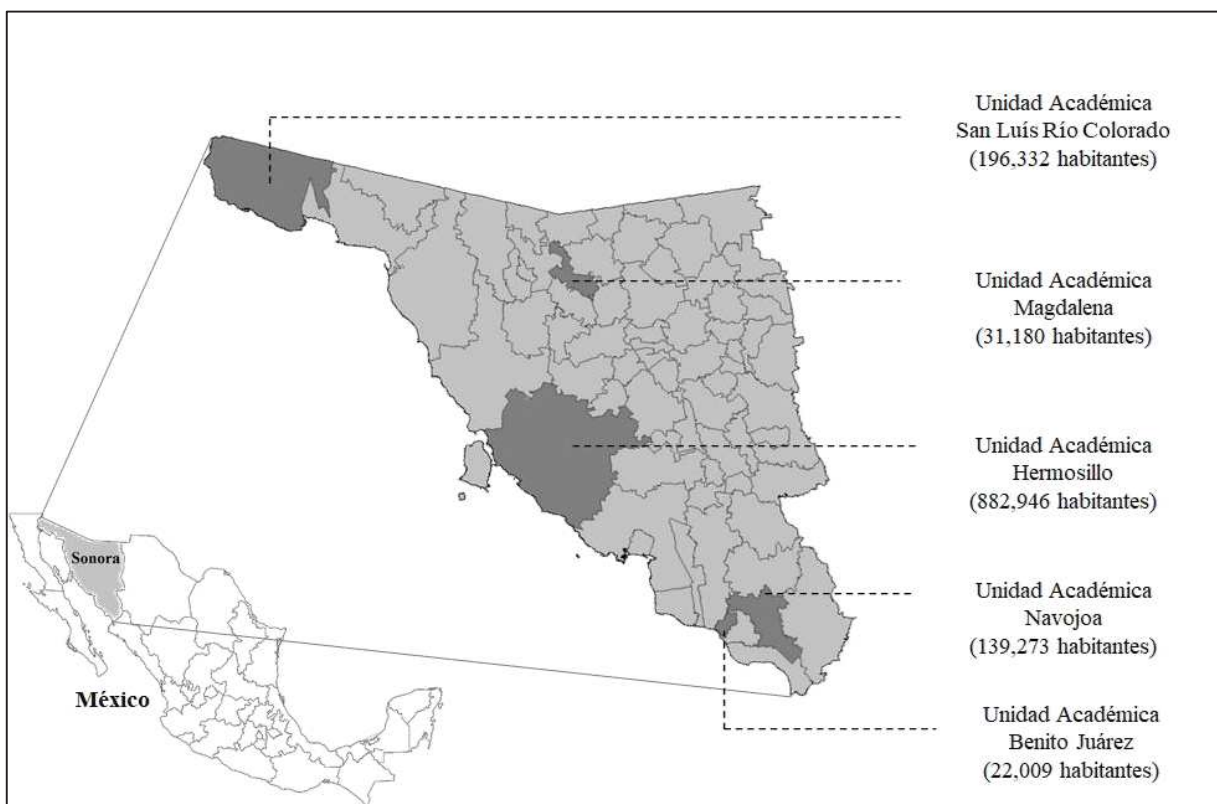 Unidad Académica
San Luís Río Colorado
(196,332 habitantes)
Unidad Académica
Magdalena
(31,180 habitantes)
Unidad Académica
Hermosillo
(882,946 habitantes)
Unidad Académica
Navojoa
(139,273 habitantes)
Unidad Académica
Benito Juárez
(22,009 habitantes)
Sonora
México